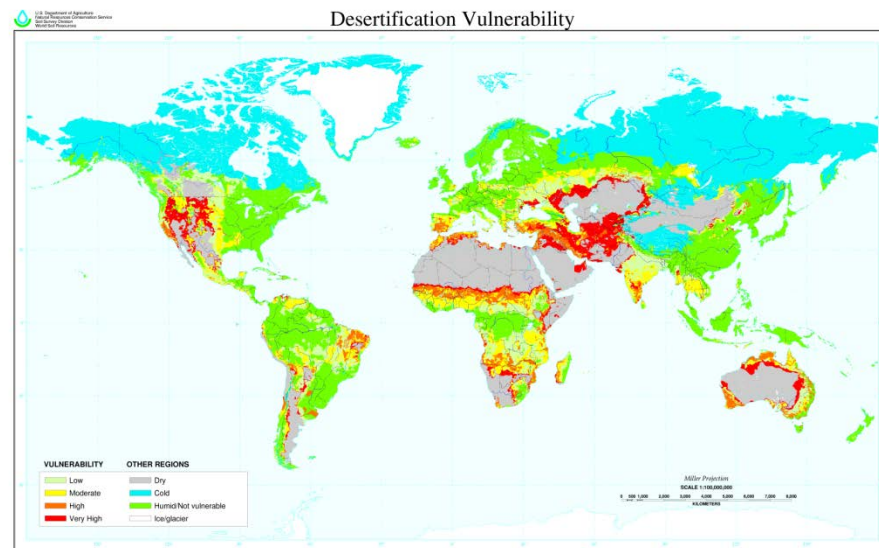 U.S. Department of Agriculture
Natural Resources Conservation Service
Soil Survey Division
World Soil Resources
Desertification Vulnerability
VULNERABILITY
Low
Moderate
High
Very High
OTHER REGIONS
Dry
Cold
Humid/Not vulnerable
Ice/glacier
Miller Projection
SCALE 1:100,000,000
0 500 1,000 2,000 3,000 4,000 5,000 6,000 7,000 8,000
KILOMETERS